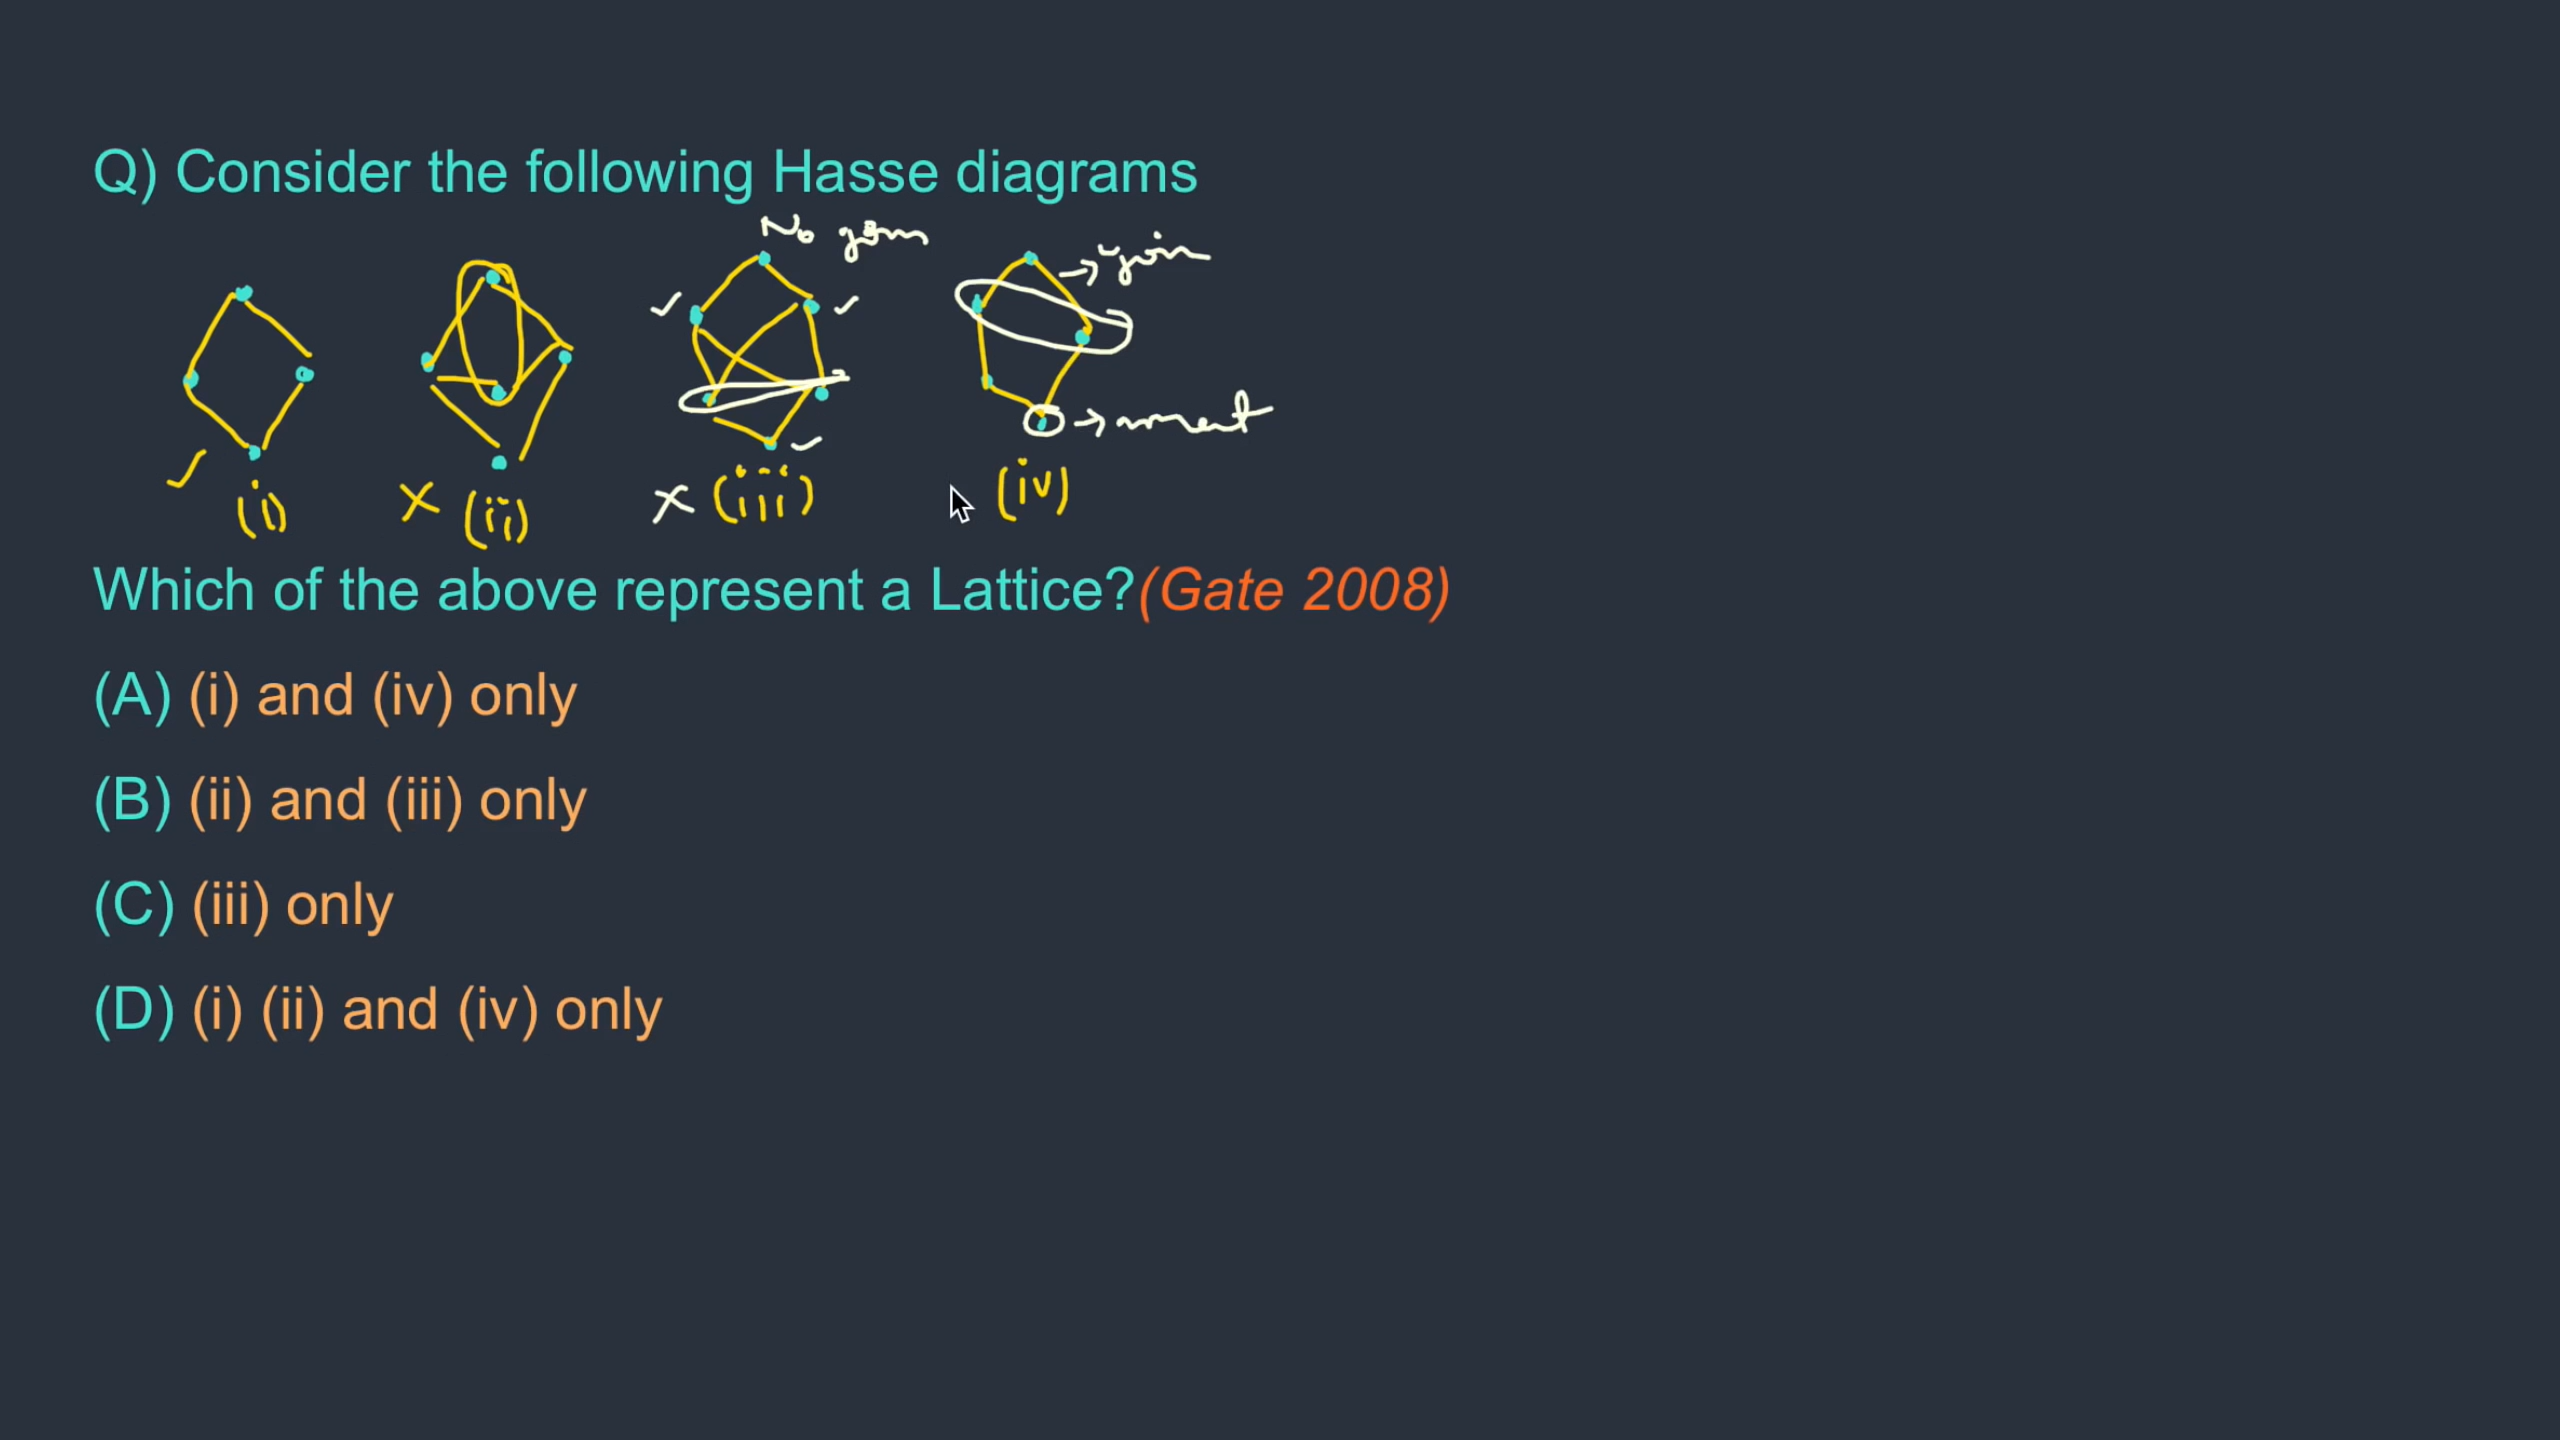 Q) Consider the following Hasse diagrams
No join
→ join
→ meet
(i)
(ii)
(iii)
(iv)
Which of the above represent a Lattice?(Gate 2008)
(A) (i) and (iv) only
(B) (ii) and (iii) only
(C) (iii) only
(D) (i) (ii) and (iv) only